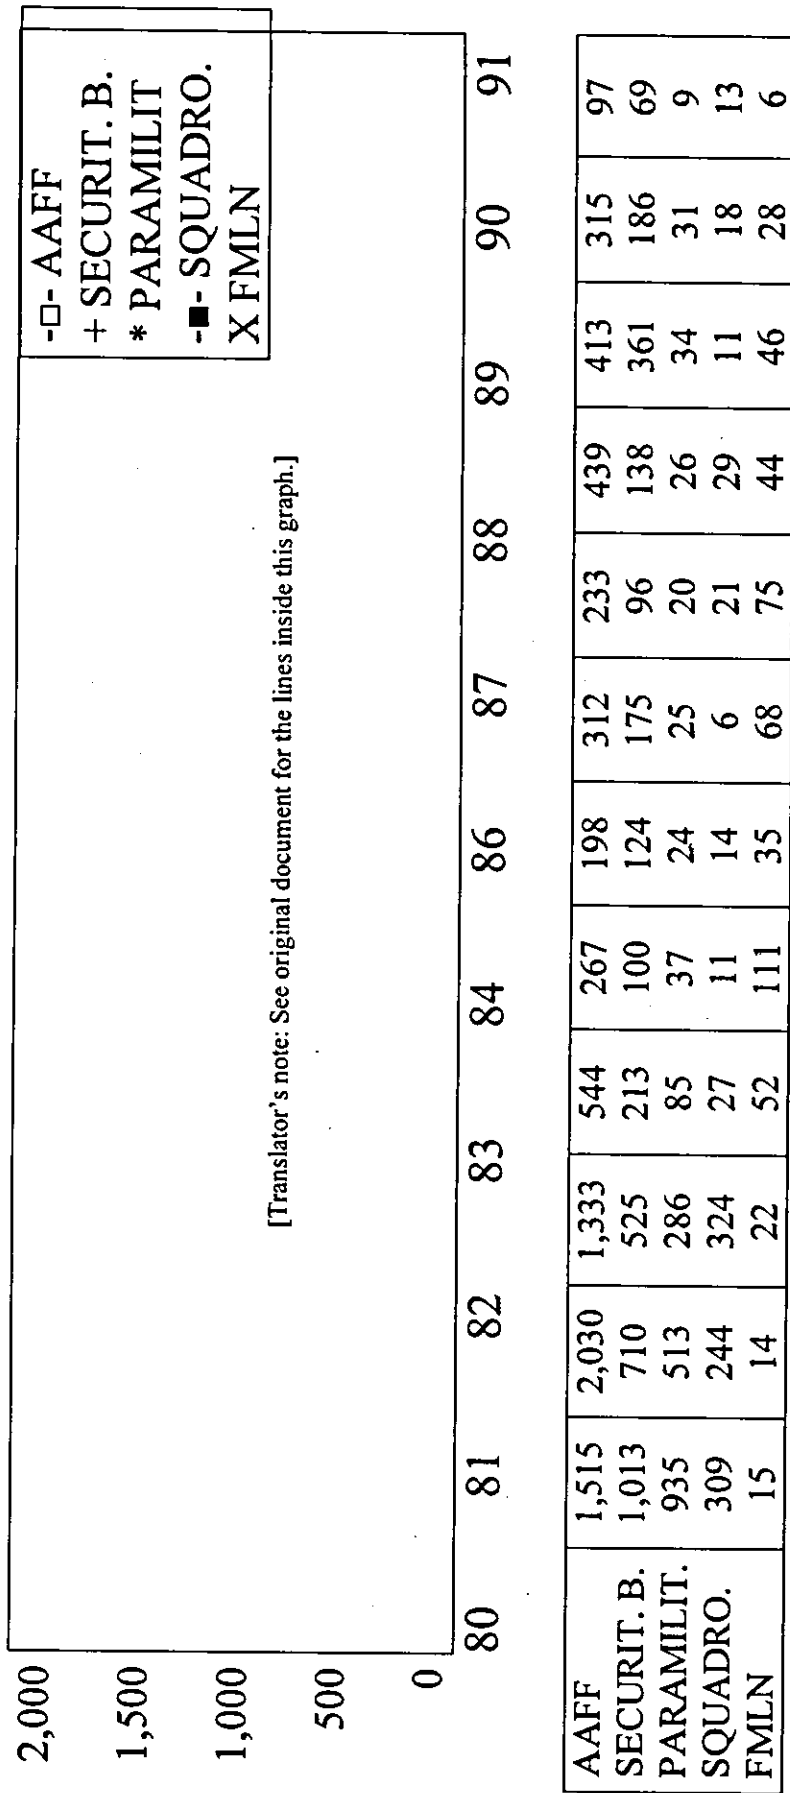 2,000
1,500
1,000
500
0
-□- AAFF
+ SECURIT. B.
* PARAMILIT
-■- SQUADRO.
X FMLN
[Translator's note: See original document for the lines inside this graph.]
80 81 82 83 84 86 87 88 89 90 91
AAFF 1,515 2,030 1,333 544 267 198 312 233 439 413 315 97
SECURIT. B. 1,013 710 525 213 100 124 175 96 138 361 186 69
PARAMILIT. 935 513 286 85 37 24 25 20 26 34 31 9
SQUADRO. 309 244 324 27 11 14 6 21 29 11 18 13
FMLN 15 14 22 52 111 35 68 75 44 46 28 6